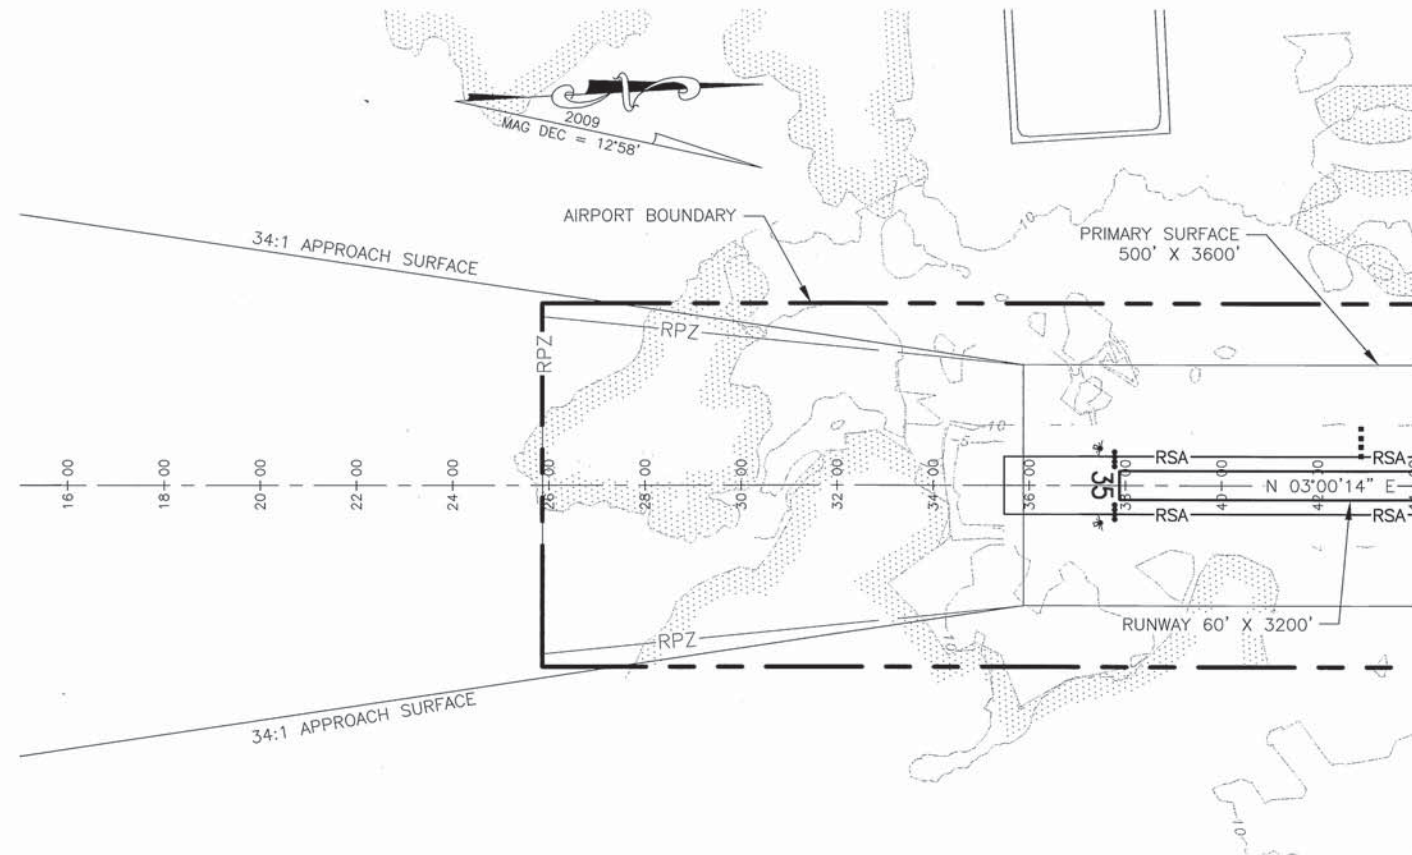 2009
MAG DEC = 12°58'
AIRPORT BOUNDARY
10
PRIMARY SURFACE
500' X 3600'
34:1 APPROACH SURFACE
RPZ
RPZ
10
5
RSA
RSA
16+00
18+00
20+00
22+00
24+00
26+00
28+00
30+00
32+00
34+00
36+00
35
38+00
40+00
42+00
N 03°00'14" E
RSA
RSA
RUNWAY 60' X 3200'
RPZ
10
34:1 APPROACH SURFACE
10